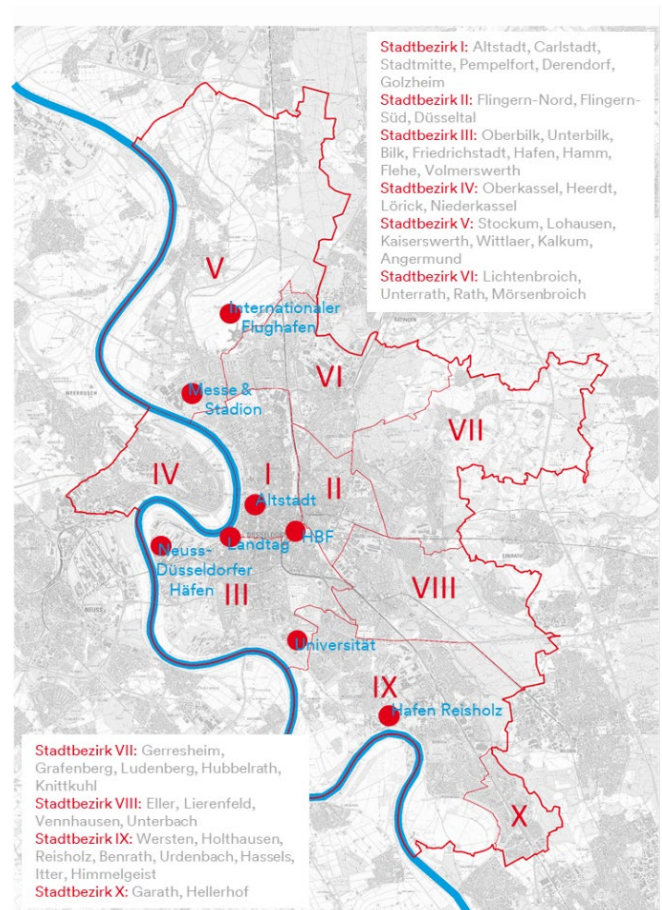 Stadtbezirk I: Altstadt, Carlstadt,
Stadtmitte, Pempelfort, Derendorf,
Golzheim
Stadtbezirk II: Flingern-Nord, Flingern-
Süd, Düsseltal
Stadtbezirk III: Oberbilk, Unterbilk,
Bilk, Friedrichstadt, Hafen, Hamm,
Flehe, Volmerswerth
Stadtbezirk IV: Oberkassel, Heerdt,
Lörick, Niederkassel
Stadtbezirk V: Stockum, Lohausen,
Kaiserswerth, Wittlaer, Kalkum,
Angermund
Stadtbezirk VI: Lichtenbroich,
Unterrath, Rath, Mörsenbroich
V
Internationaler
Flughafen
VI
Messe &
Stadion
VII
IV
I
II
Altstadt
HBF
Landtag
Neuss-
Düsseldorfer
Häfen
III
VIII
Universität
IX
Hafen Reisholz
X
Stadtbezirk VII: Gerresheim,
Grafenberg, Ludenberg, Hubbelrath,
Knittkuhl
Stadtbezirk VIII: Eller, Lierenfeld,
Vennhausen, Unterbach
Stadtbezirk IX: Wersten, Holthausen,
Reisholz, Benrath, Urdenbach, Hassels,
Itter, Himmelgeist
Stadtbezirk X: Garath, Hellerhof